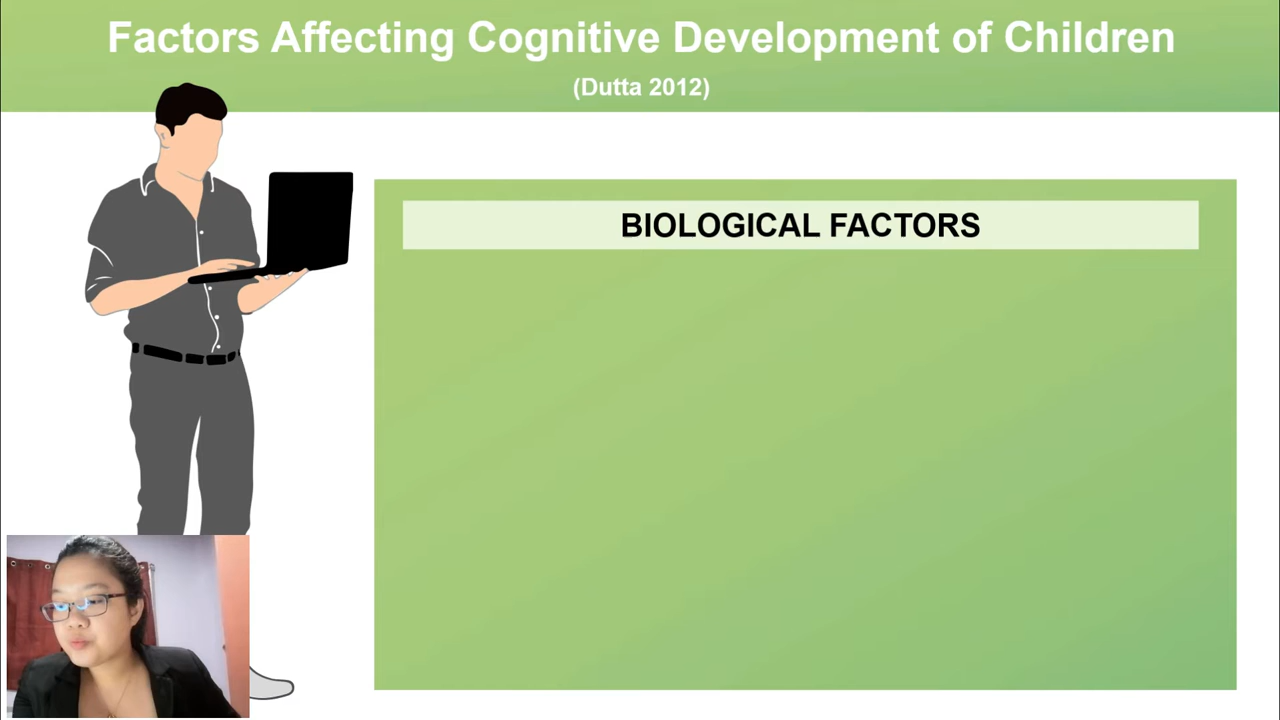 Factors Affecting Cognitive Development of Children
(Dutta 2012)
BIOLOGICAL FACTORS